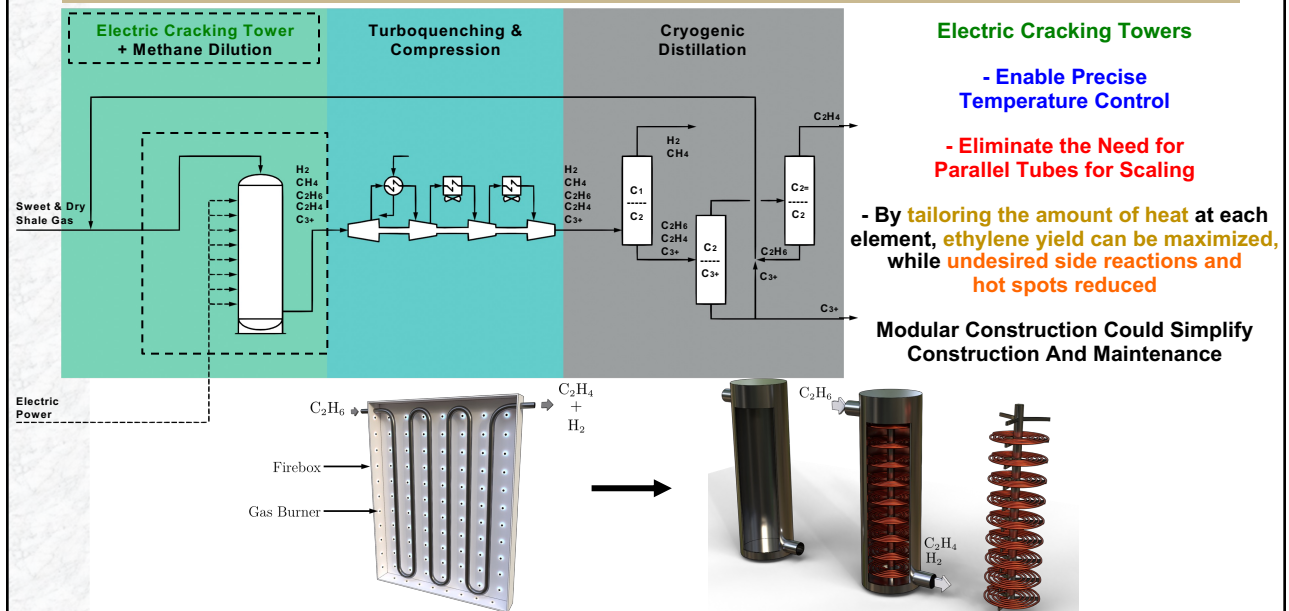 Electric Cracking Tower
+ Methane Dilution
Turboquenching &
Compression
Cryogenic
Distillation
Sweet & Dry
Shale Gas
H2
CH4
C2H6
C2H4
C3+
H2
CH4
C2H6
C2H4
C3+
C1
-----
C2
H2
CH4
C2H6
C2H4
C3+
C2
-----
C3+
C2=
-----
C2
C2H4
C2H6
C3+
C3+
Electric
Power
Electric Cracking Towers
- Enable Precise
Temperature Control
- Eliminate the Need for
Parallel Tubes for Scaling
- By tailoring the amount of heat at each
element, ethylene yield can be maximized,
while undesired side reactions and
hot spots reduced
Modular Construction Could Simplify
Construction And Maintenance
C₂H₆
C₂H₄
+
H₂
Firebox
Gas Burner
C₂H₆
C₂H₄
H₂